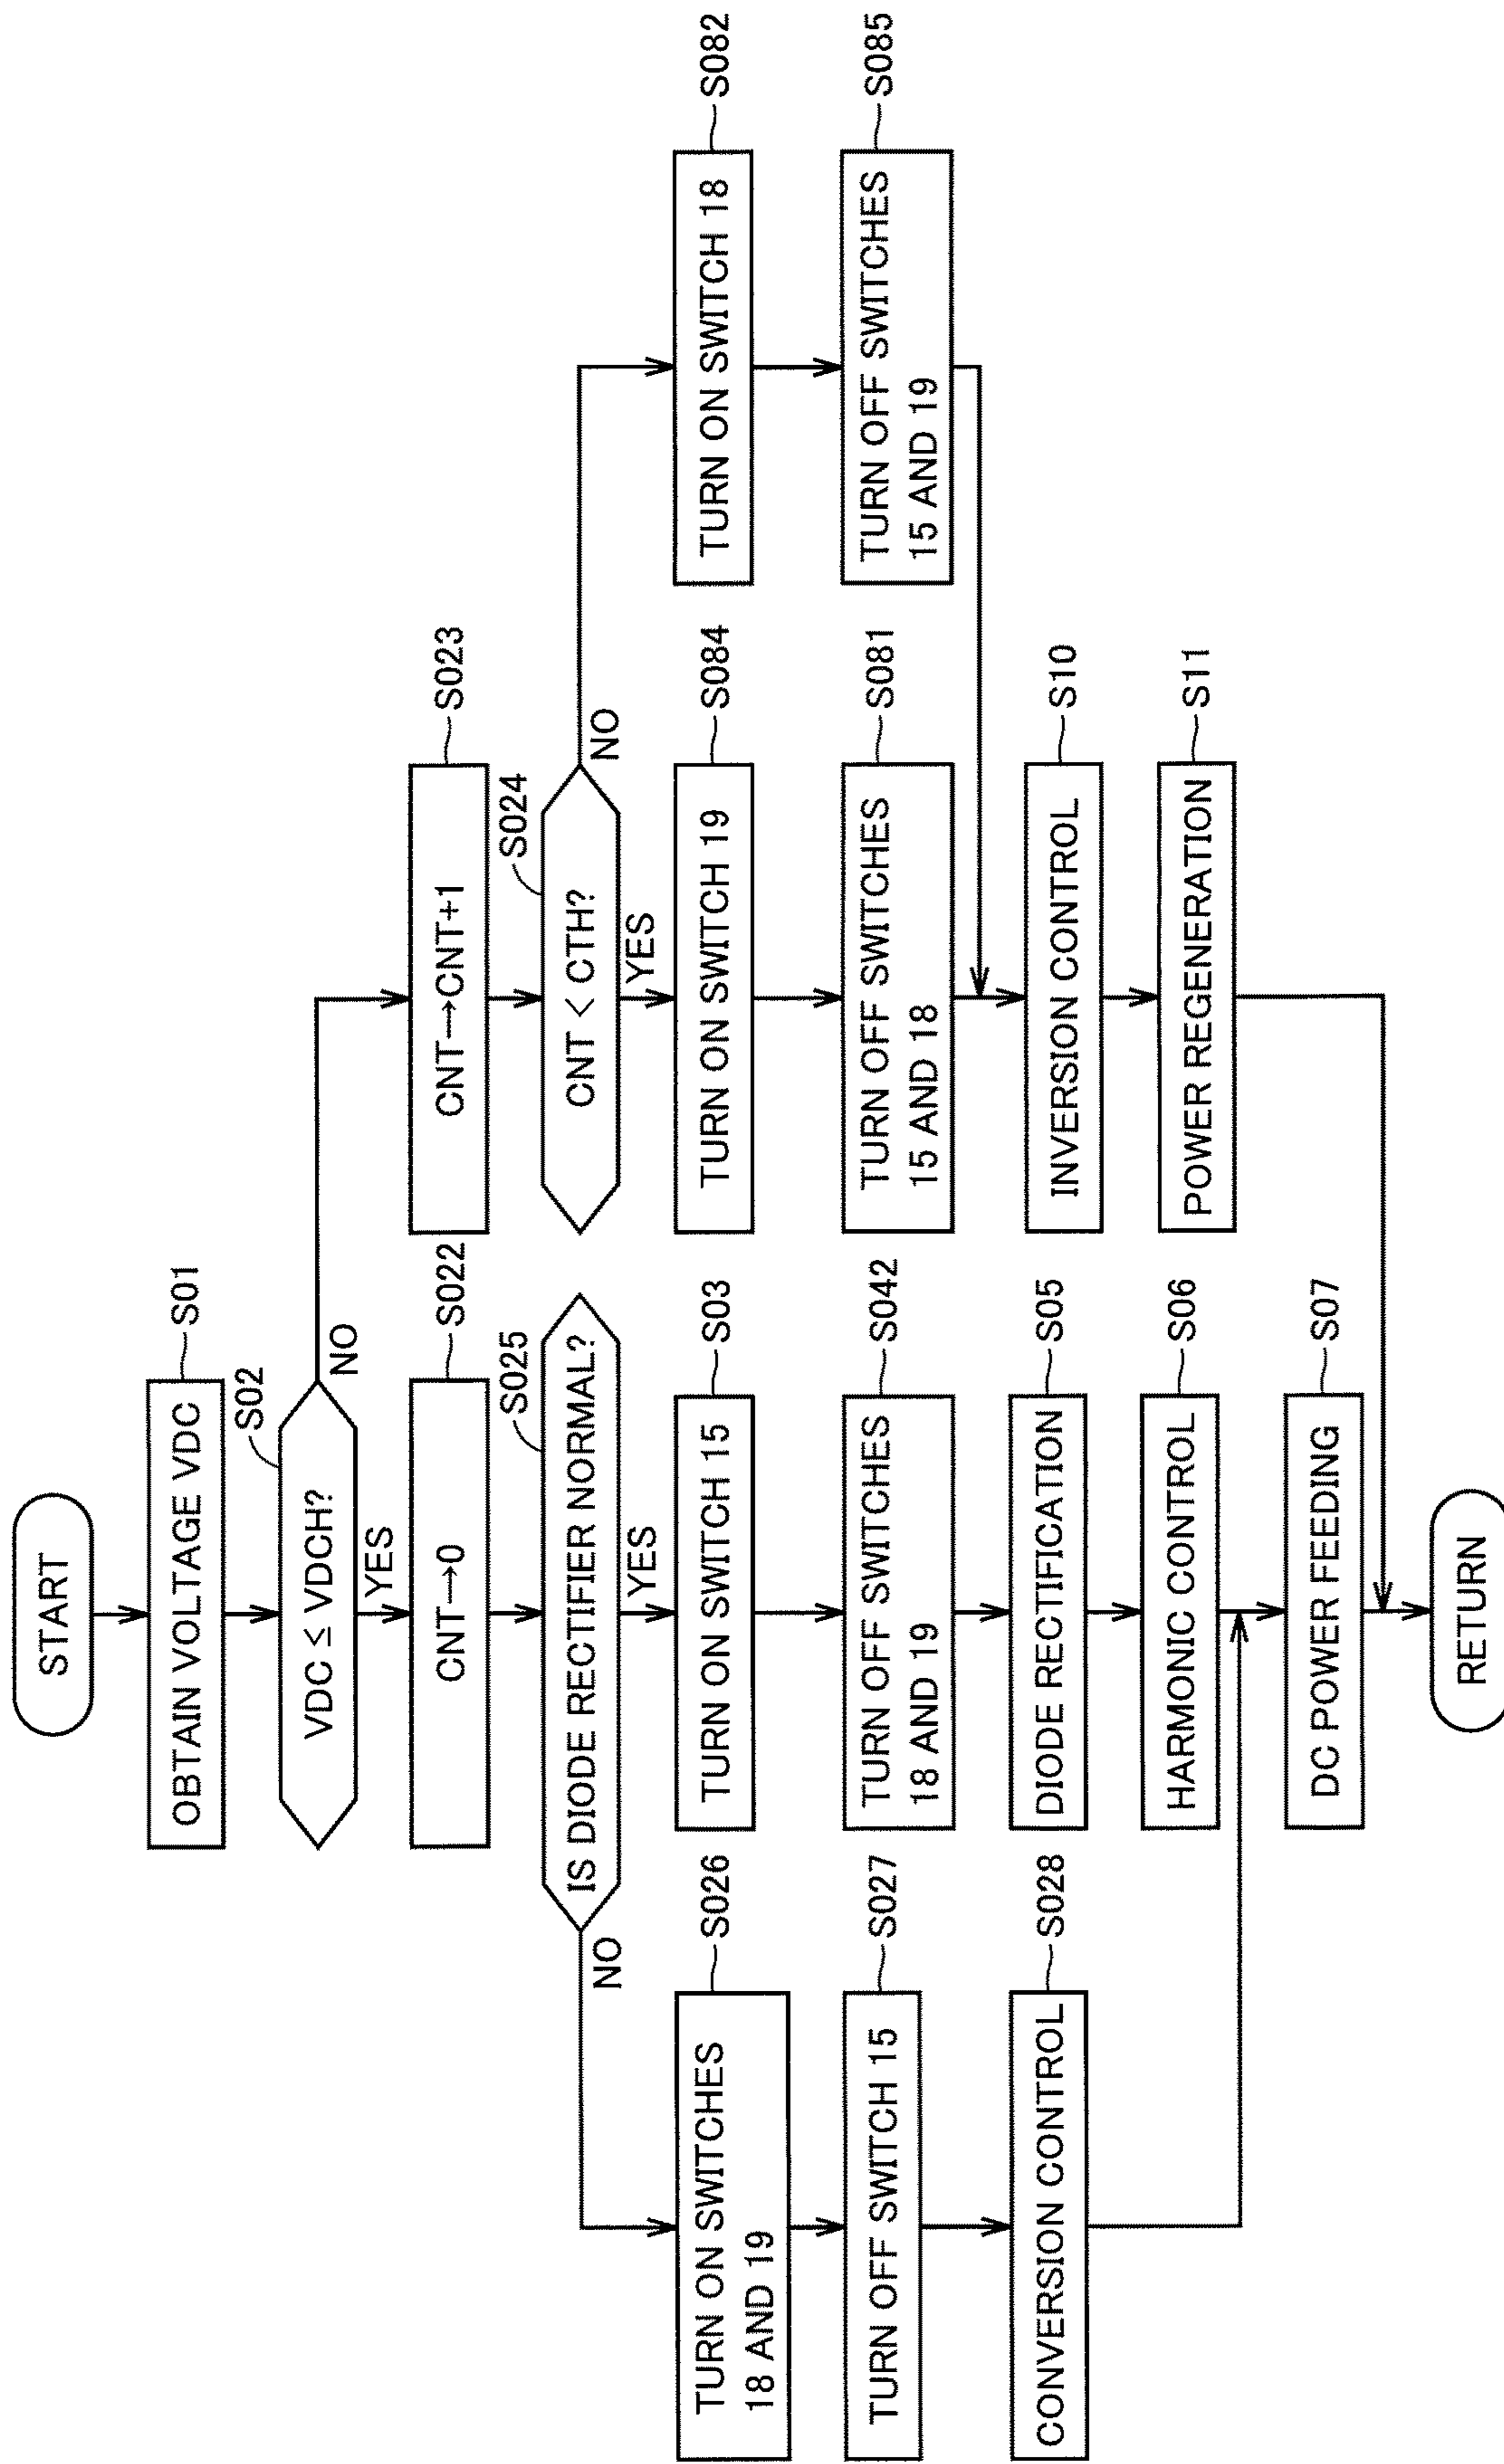 START
OBTAIN VOLTAGE VDC
S01
VDC ≤ VDCH?
S02
YES
NO
CNT→0
S022
CNT→CNT+1
S023
IS DIODE RECTIFIER NORMAL?
S025
YES
NO
CNT < CTH?
S024
YES
NO
TURN ON SWITCHES
18 AND 19
S026
TURN ON SWITCH 15
S03
TURN ON SWITCH 19
S084
TURN ON SWITCH 18
S082
TURN OFF SWITCH 15
S027
TURN OFF SWITCHES
18 AND 19
S042
TURN OFF SWITCHES
15 AND 18
S081
TURN OFF SWITCHES
15 AND 19
S085
CONVERSION CONTROL
S028
DIODE RECTIFICATION
S05
INVERSION CONTROL
S10
HARMONIC CONTROL
S06
POWER REGENERATION
S11
DC POWER FEEDING
S07
RETURN